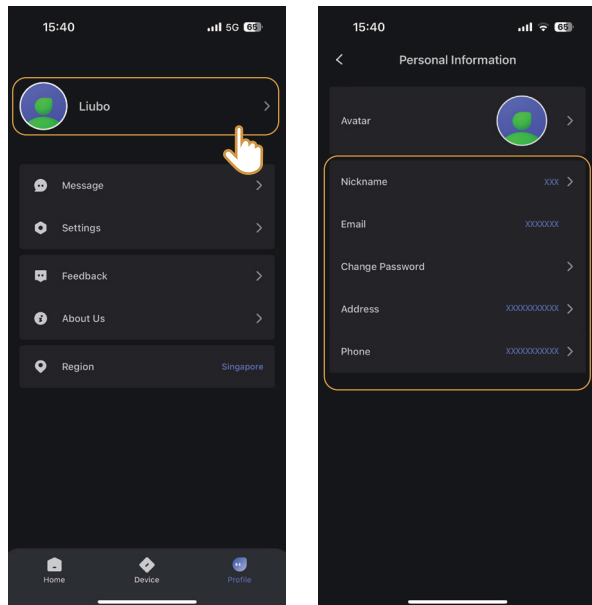 15:40
5G 65
Liubo
Message
Settings
Feedback
About Us
Region Singapore
Home Device Profile
15:40
65
Personal Information
Avatar
Nickname xxx
Email xxxxxxx
Change Password
Address xxxxxxxxxxx
Phone xxxxxxxxxxx